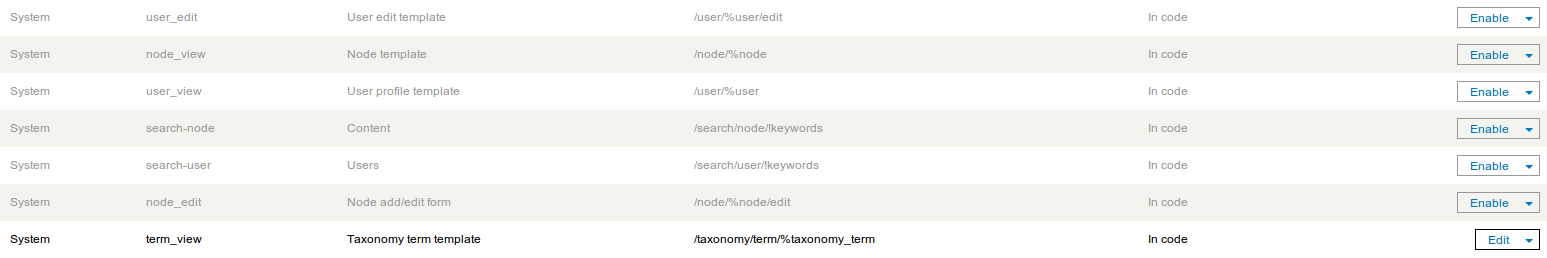 System user_edit User edit template /user/%user/edit In code Enable
System node_view Node template /node/%node In code Enable
System user_view User profile template /user/%user In code Enable
System search-node Content /search/node/!keywords In code Enable
System search-user Users /search/user/!keywords In code Enable
System node_edit Node add/edit form /node/%node/edit In code Enable
System term_view Taxonomy term template /taxonomy/term/%taxonomy_term In code Edit